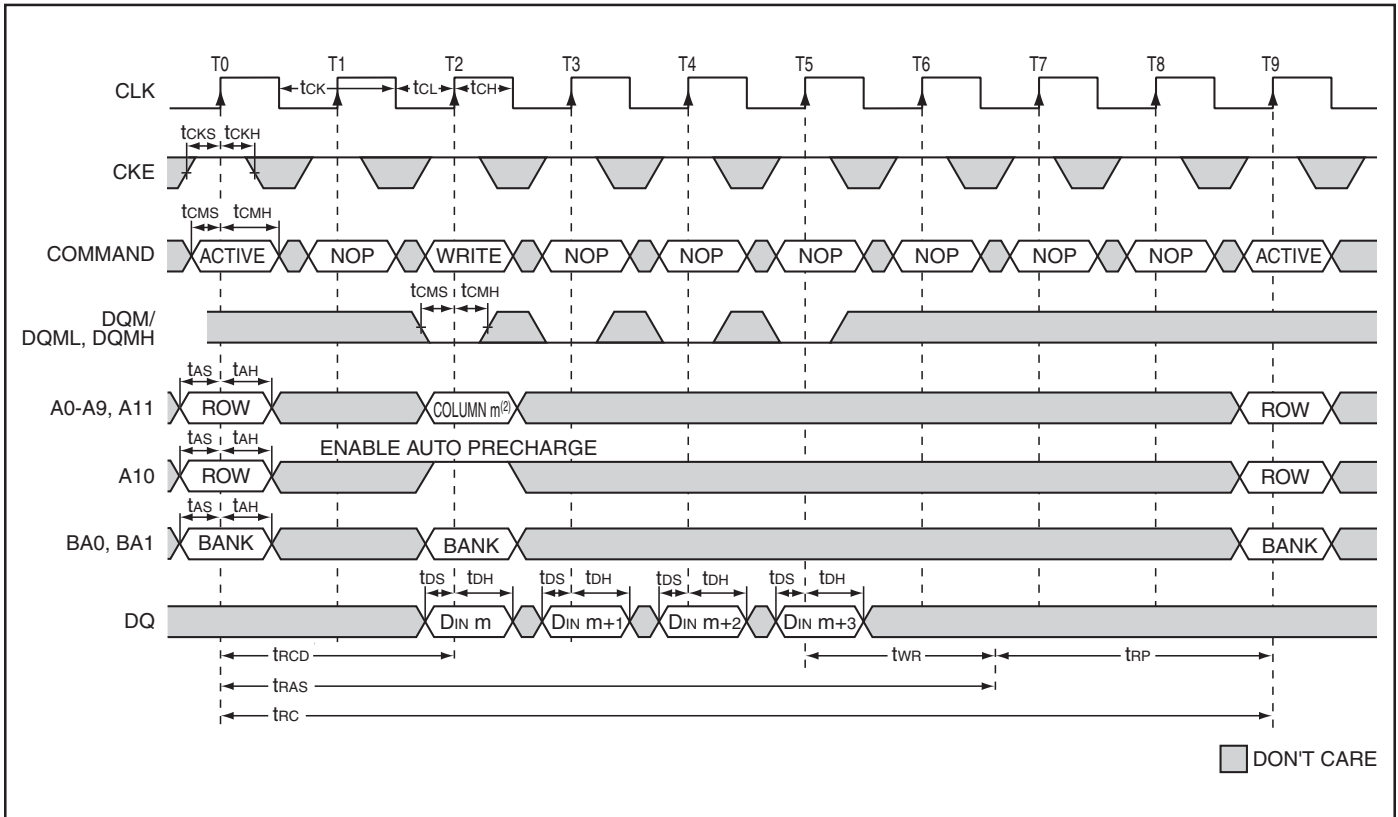 T0 T1 T2 T3 T4 T5 T6 T7 T8 T9
CLK tCK tCL tCH
tCKS tCKH
CKE
tCMS tCMH
COMMAND ACTIVE NOP WRITE NOP NOP NOP NOP NOP NOP ACTIVE
tCMS tCMH
DQM/
DQML, DQMH
tAS tAH
A0-A9, A11 ROW COLUMN m(2) ROW
tAS tAH ENABLE AUTO PRECHARGE
A10 ROW ROW
tAS tAH
BA0, BA1 BANK BANK BANK
tDS tDH tDS tDH tDS tDH tDS tDH
DQ DIN m DIN m+1 DIN m+2 DIN m+3
tRCD tWR tRP
tRAS
tRC
DON'T CARE